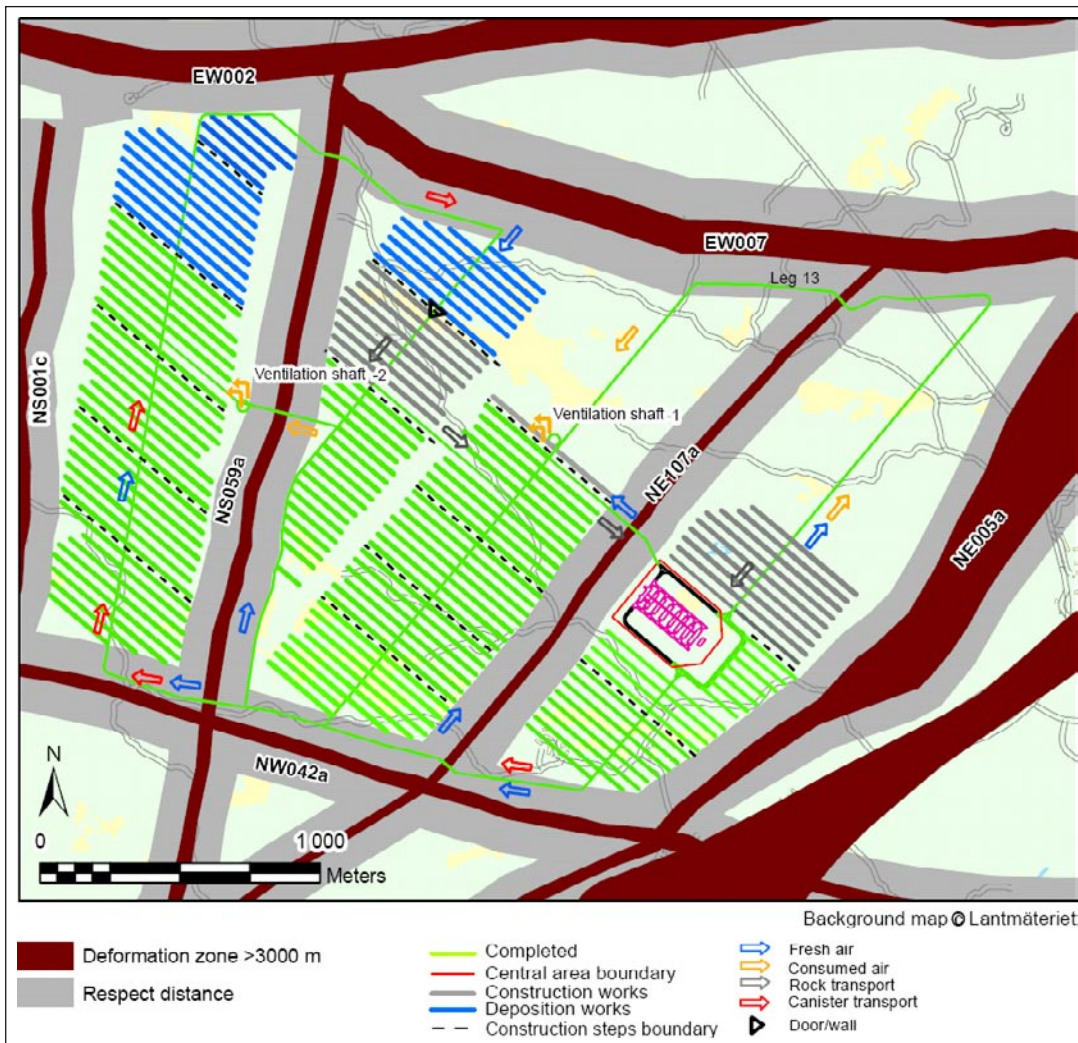 EW002
EW007
Leg 13
NS001c
Ventilation shaft -2
Ventilation shaft -1
NS059a
NE107a
NE005a
NW042a
N
0 1 000
Meters
Background map © Lantmäteriet
Deformation zone >3000 m
Respect distance
Completed
Central area boundary
Construction works
Deposition works
Construction steps boundary
Fresh air
Consumed air
Rock transport
Canister transport
Door/wall